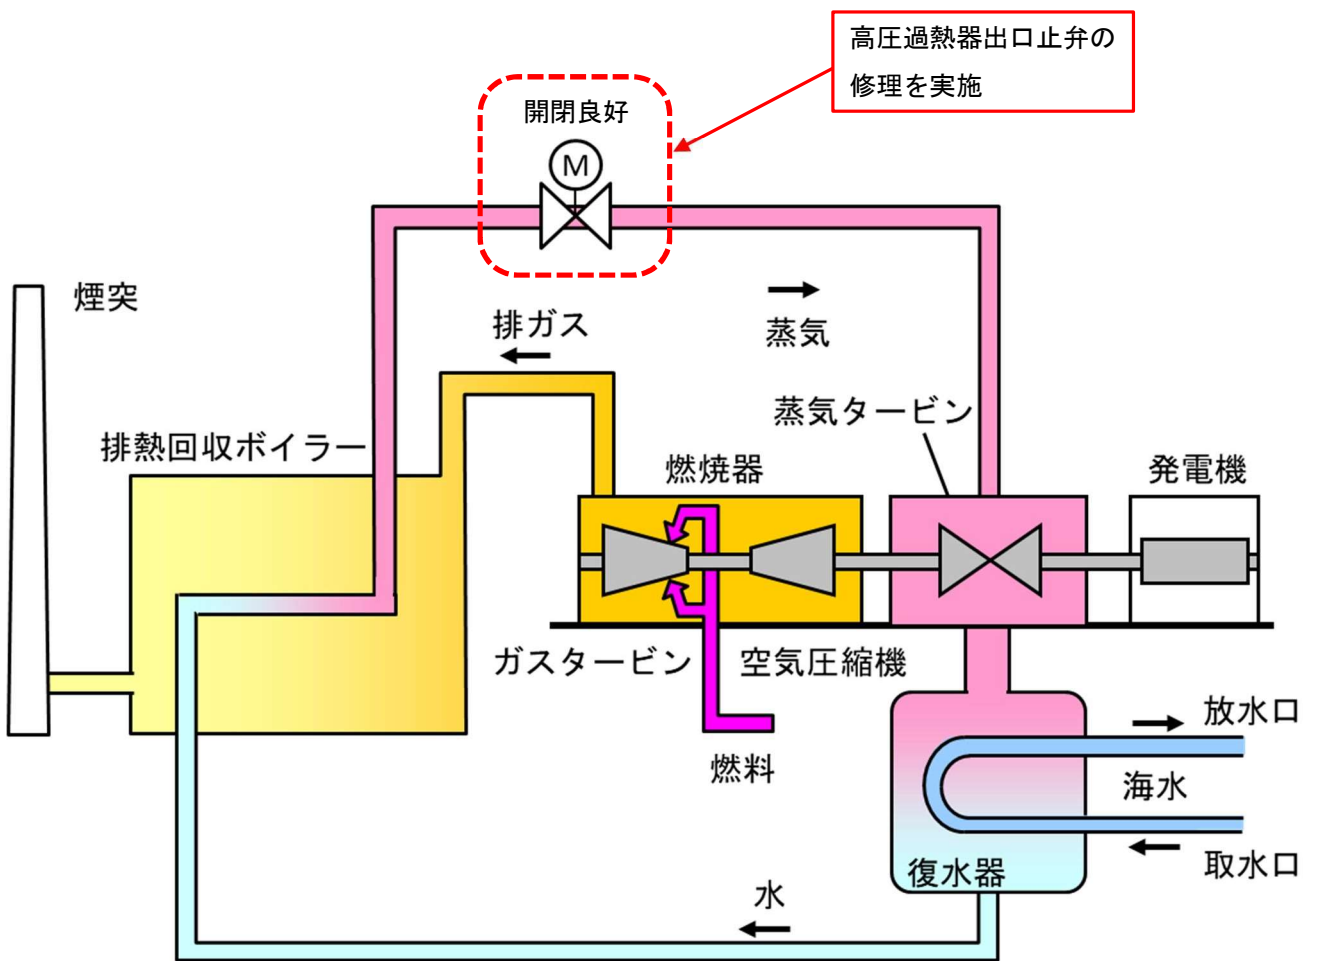 高圧過熱器出口止弁の
修理を実施
開閉良好
M
煙突
排ガス
蒸気
蒸気タービン
排熱回収ボイラー
燃焼器
発電機
ガスタービン
空気圧縮機
放水口
燃料
海水
復水器
取水口
水